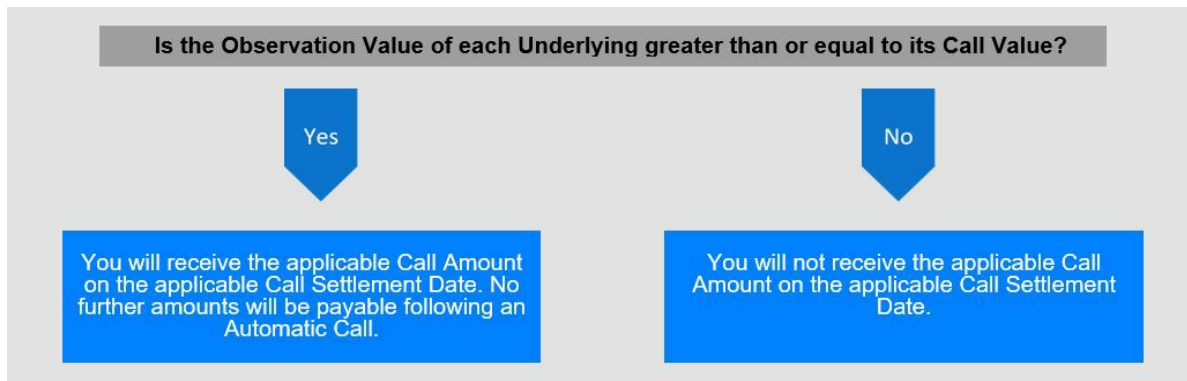 Is the Observation Value of each Underlying greater than or equal to its Call Value?
Yes
No
You will receive the applicable Call Amount
on the applicable Call Settlement Date. No
further amounts will be payable following an
Automatic Call.
You will not receive the applicable Call
Amount on the applicable Call Settlement
Date.